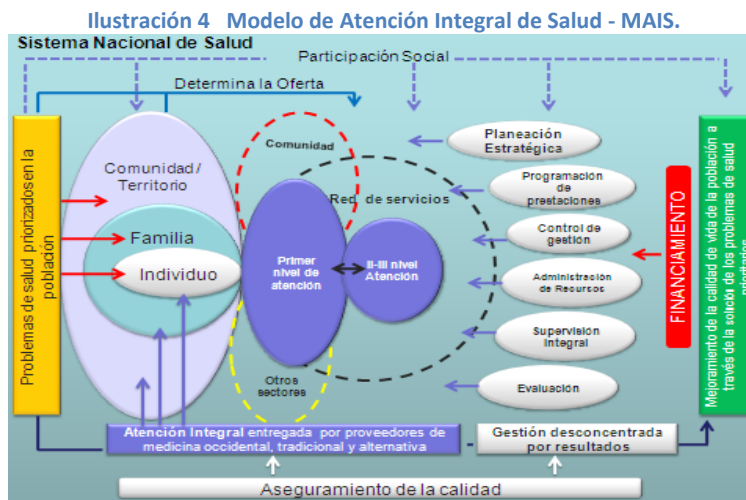 Ilustración 4 Modelo de Atención Integral de Salud - MAIS.
Sistema Nacional de Salud
Participación Social
Determina la Oferta
Problemas de salud priorizadosen la
población
Comunidad /
Territorio
Familia
Individuo
Comunidad
Red de servicios
Primer
nivel de
atención
II-III nivel
Atención
Otros
sectores
Planeación
Estratégica
Programación
de
prestaciones
Control de
gestión
Administración
de Recursos
Supervisión
Integral
Evaluación
FINANCIAMIENTO
Mejoramiento de la calidad de vida de la población a
través de la solución de los problemas de salud
Atención Integral entregada por proveedores de
medicina occidental, tradicional y alternativa
Gestión desconcentrada
por resultados
Aseguramiento de la calidad